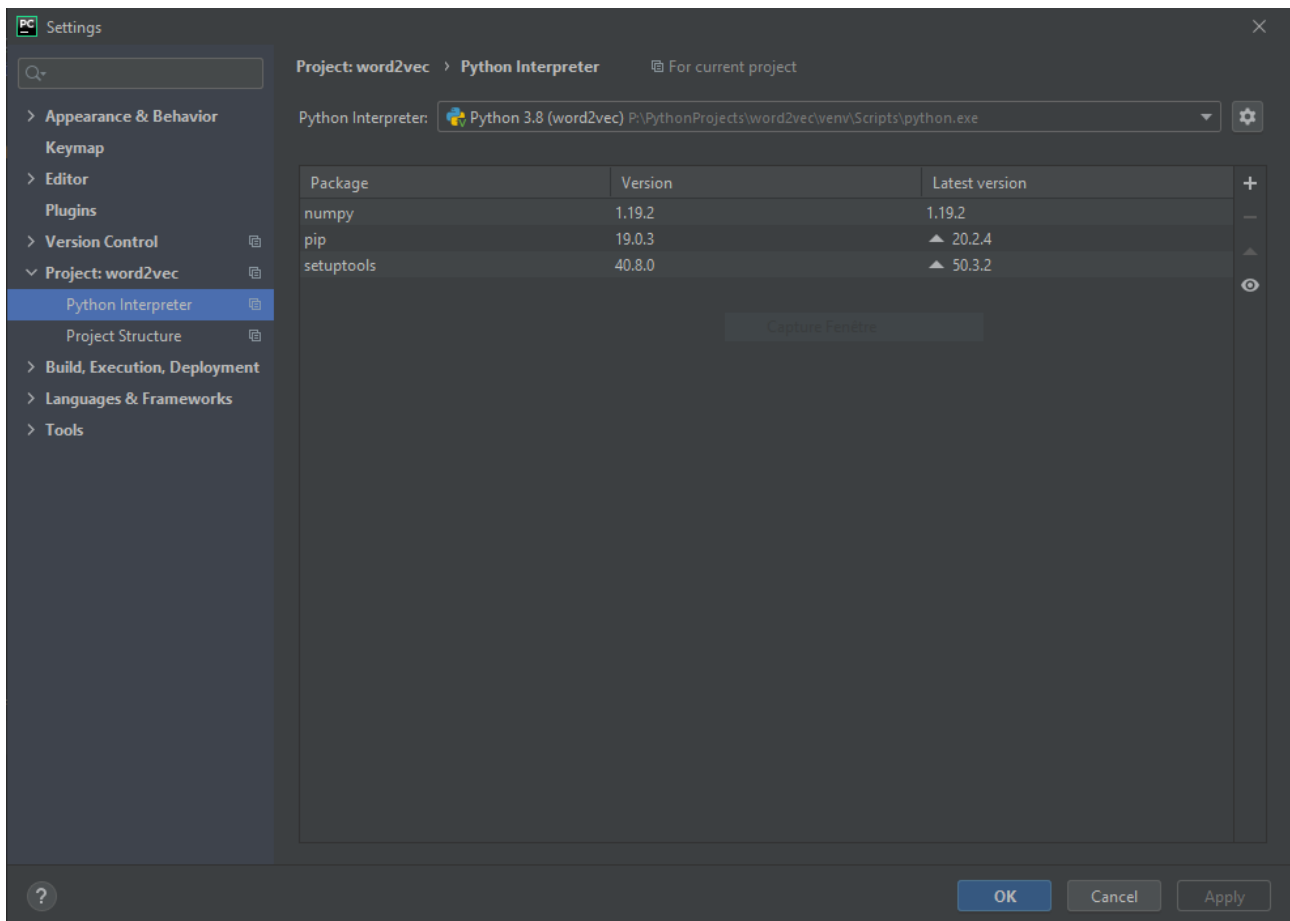 PC Settings
Project: word2vec › Python Interpreter For current project
Appearance & Behavior
Keymap
Editor
Plugins
Version Control
Project: word2vec
Python Interpreter
Project Structure
Build, Execution, Deployment
Languages & Frameworks
Tools
Python Interpreter: Python 3.8 (word2vec) P:\PythonProjects\word2vec\venv\Scripts\python.exe
Package Version Latest version
numpy 1.19.2 1.19.2
pip 19.0.3 20.2.4
setuptools 40.8.0 50.3.2
Capture Fenêtre
? OK Cancel Apply